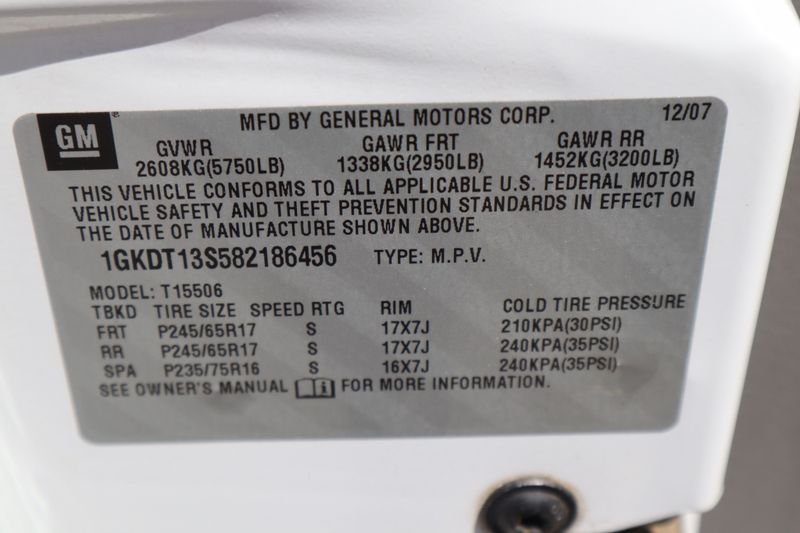 GM
MFD BY GENERAL MOTORS CORP. 12/07
GVWR GAWR FRT GAWR RR
2608KG(5750LB) 1338KG(2950LB) 1452KG(3200LB)
THIS VEHICLE CONFORMS TO ALL APPLICABLE U.S. FEDERAL MOTOR
VEHICLE SAFETY AND THEFT PREVENTION STANDARDS IN EFFECT ON
THE DATE OF MANUFACTURE SHOWN ABOVE.
1GKDT13S582186456 TYPE: M.P.V.
MODEL: T15506
TBKD TIRE SIZE SPEED RTG RIM COLD TIRE PRESSURE
FRT P245/65R17 S 17X7J 210KPA(30PSI)
RR P245/65R17 S 17X7J 240KPA(35PSI)
SPA P235/75R16 S 16X7J 240KPA(35PSI)
SEE OWNER'S MANUAL FOR MORE INFORMATION.